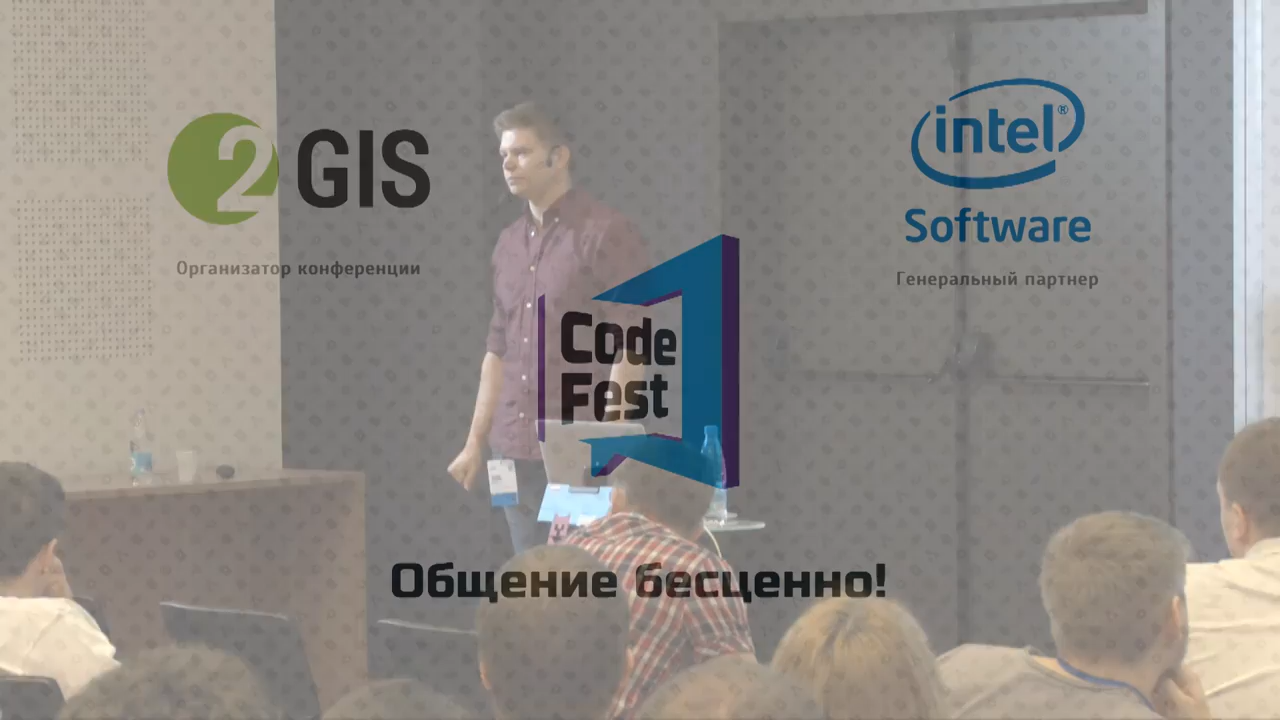 2GIS
Организатор конференции
intel®
Software
Генеральный партнер
Code
Fest
Общение бесценно!